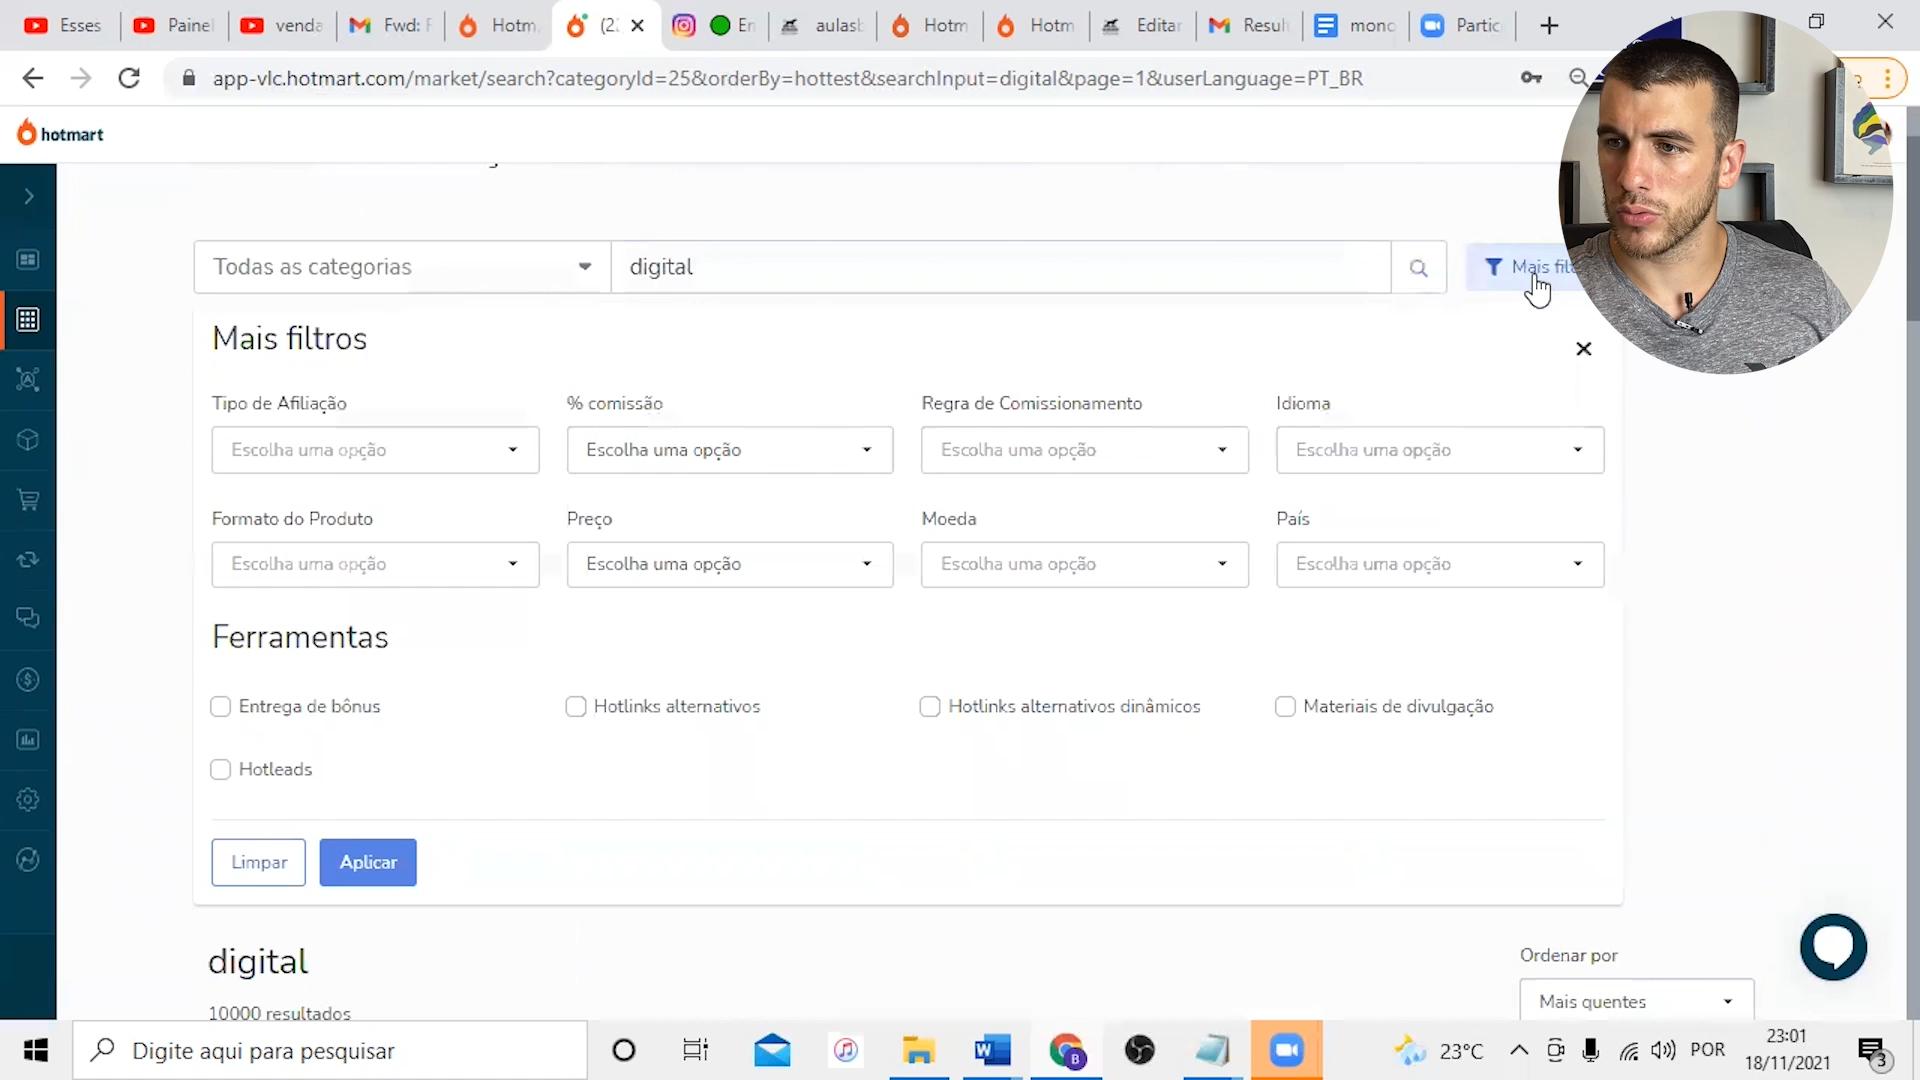 Esses
Painel
venda
Fwd: F
Hotm
(2
En
aulasb
Hotm
Hotm
Editar
Resul
mono
Partic
app-vlc.hotmart.com/market/search?categoryId=25&orderBy=hottest&searchInput=digital&page=1&userLanguage=PT_BR
hotmart
Todas as categorias
digital
Mais filt
Mais filtros
Tipo de Afiliação
% comissão
Regra de Comissionamento
Idioma
Escolha uma opção
Escolha uma opção
Escolha uma opção
Escolha uma opção
Formato do Produto
Preço
Moeda
País
Escolha uma opção
Escolha uma opção
Escolha uma opção
Escolha uma opção
Ferramentas
Entrega de bônus
Hotlinks alternativos
Hotlinks alternativos dinâmicos
Materiais de divulgação
Hotleads
Limpar
Aplicar
digital
10000 resultados
Ordenar por
Mais quentes
Digite aqui para pesquisar
23°C
POR
23:01
18/11/2021
3